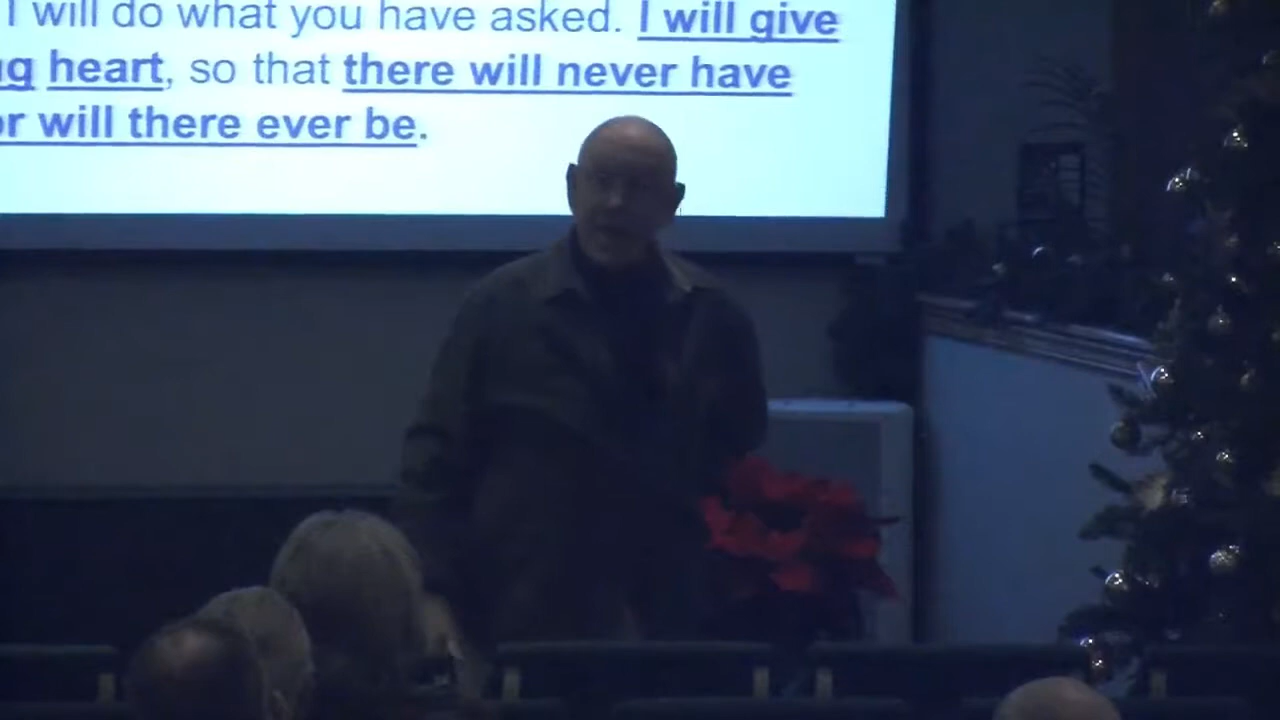 I will do what you have asked. I will give
g heart, so that there will never have
or will there ever be.